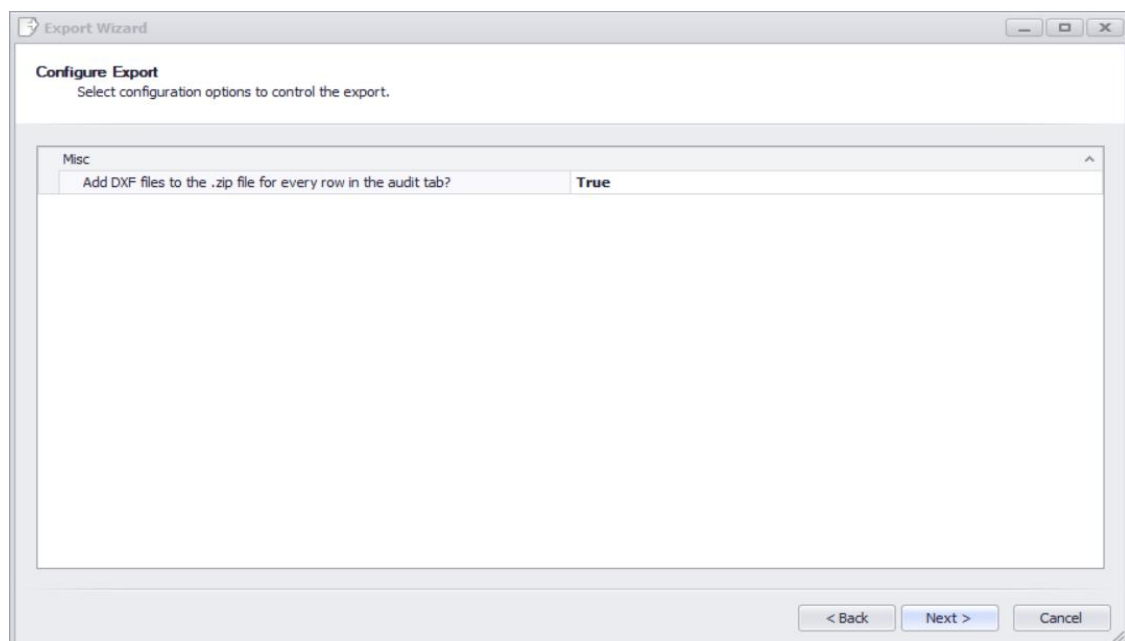 Export Wizard
Configure Export
Select configuration options to control the export.
Misc
Add DXF files to the .zip file for every row in the audit tab? True
< Back Next > Cancel